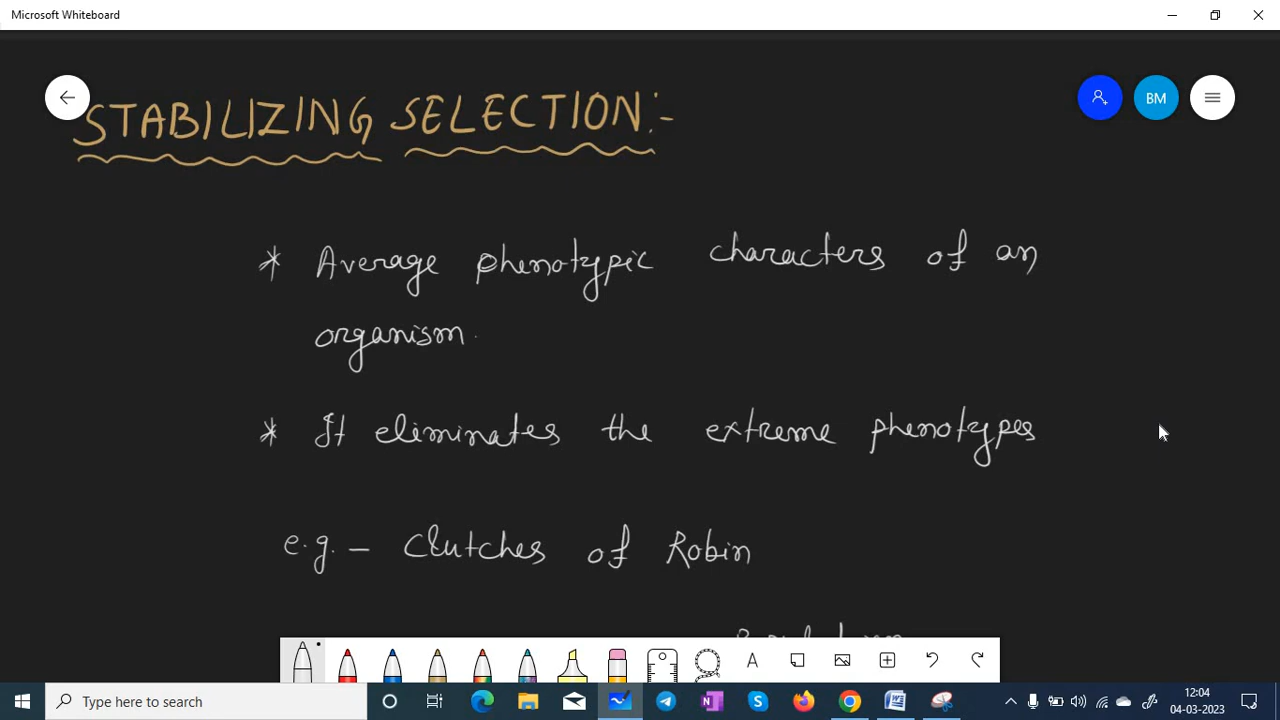 Microsoft Whiteboard
BM
STABILIZING SELECTION:-
* Average phenotypic characters of an
organism.
* It eliminates the extreme phenotypes
e.g. - Clutches of Robin
A
Type here to search
12:04
04-03-2023